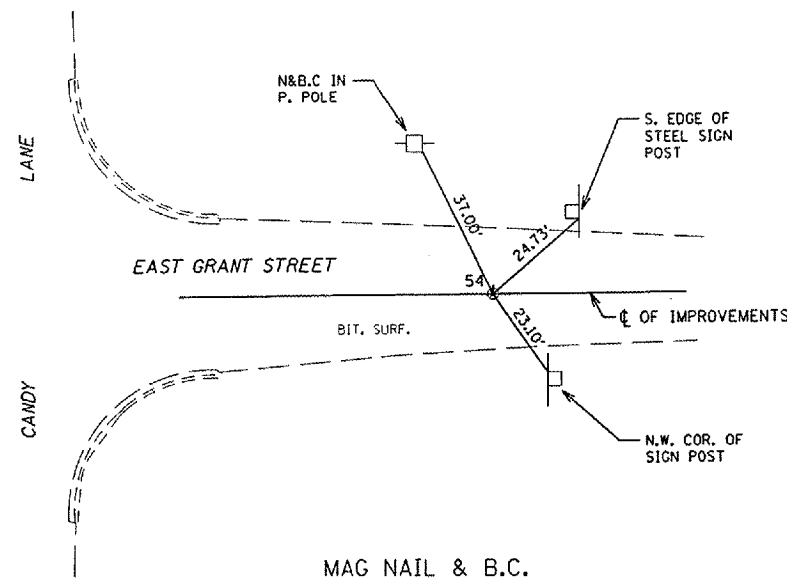 N&B.C IN
P. POLE
S. EDGE OF
STEEL SIGN
POST
LANE
37.00'
24.73'
EAST GRANT STREET
54
℄ OF IMPROVEMENTS
23.10'
BIT. SURF.
CANDY
N.W. COR. OF
SIGN POST
MAG NAIL & B.C.